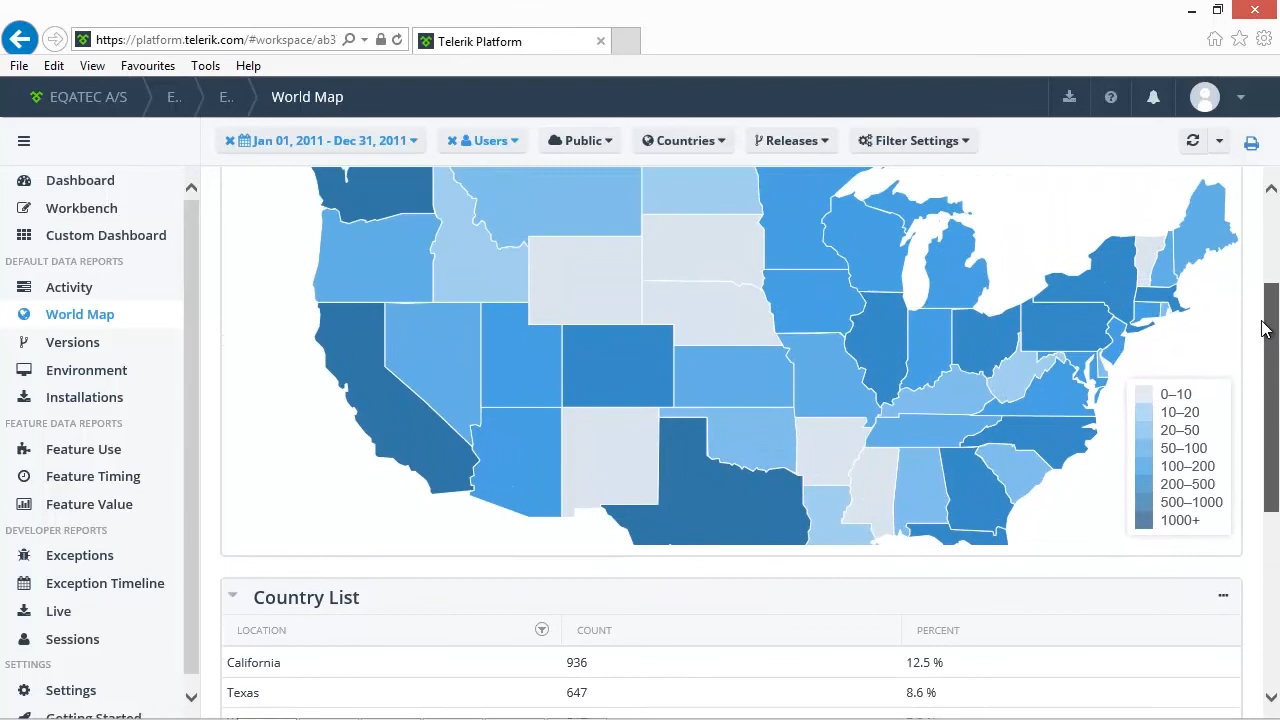 https://platform.telerik.com/#workspace/ab3
Telerik Platform
File Edit View Favourites Tools Help
EQATEC A/S E.. E.. World Map
Jan 01, 2011 - Dec 31, 2011 Users Public Countries Releases Filter Settings
Dashboard
Workbench
Custom Dashboard
DEFAULT DATA REPORTS
Activity
World Map
Versions
Environment
Installations
FEATURE DATA REPORTS
Feature Use
Feature Timing
Feature Value
DEVELOPER REPORTS
Exceptions
Exception Timeline
Live
Sessions
SETTINGS
Settings
Getting Started
0–10
10–20
20–50
50–100
100–200
200–500
500–1000
1000+
Country List
LOCATION COUNT PERCENT
California 936 12.5 %
Texas 647 8.6 %